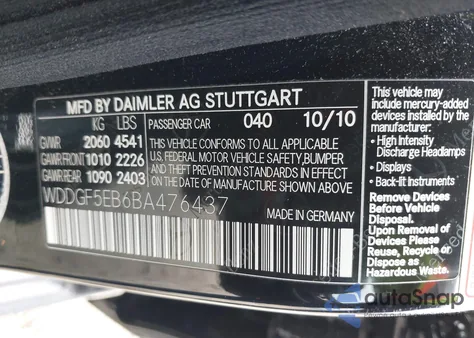 MFD BY DAIMLER AG STUTTGART
KG LBS
GVWR 2060 4541
GAWR FRONT 1010 2226
GAWR REAR 1090 2403
PASSENGER CAR 040 10/10
THIS VEHICLE CONFORMS TO ALL APPLICABLE
U.S. FEDERAL MOTOR VEHICLE SAFETY, BUMPER
AND THEFT PREVENTION STANDARDS IN EFFECT
ON THE DATE OF MANUFACTURE SHOWN ABOVE.
WDDGF5EB6BA476437
This vehicle may
include mercury-added
devices installed by the
manufacturer:
• High Intensity
Discharge Headlamps
• Displays
• Back-lit Instruments
Remove Devices
Before Vehicle
Disposal.
Upon Removal of
Devices Please
Reuse, Recycle or
Dispose as
Hazardous Waste.
autoSnap